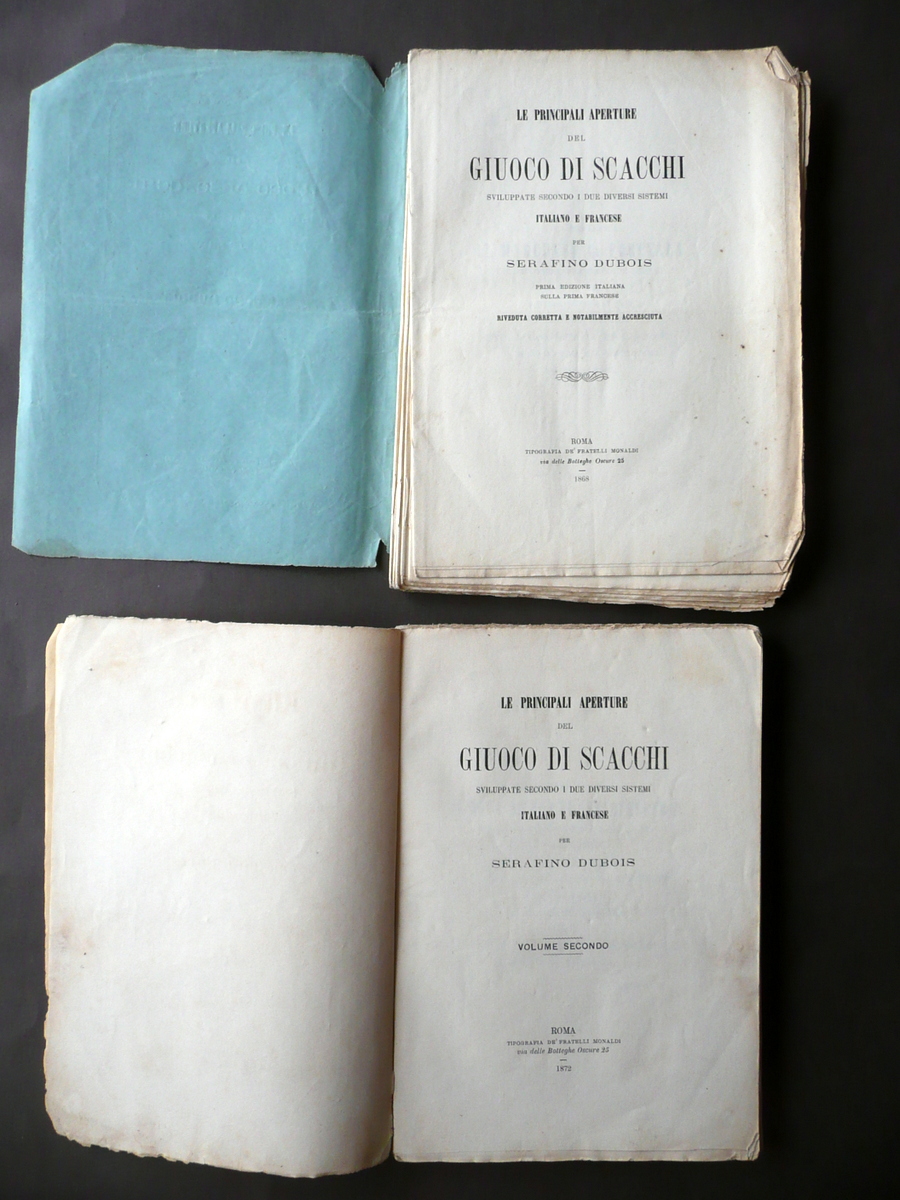 LE PRINCIPALI APERTURE
DEL
GIUOCO DI SCACCHI
SVILUPPATE SECONDO I DUE DIVERSI SISTEMI
ITALIANO E FRANCESE
PER
SERAFINO DUBOIS
PRIMA EDIZIONE ITALIANA
SULLA PRIMA FRANCESE
RIVEDUTA CORRETTA E NOTABILMENTE ACCRESCIUTA
ROMA
TIPOGRAFIA DE' FRATELLI MONALDI
via delle Botteghe Oscure 25
1868
LE PRINCIPALI APERTURE
DEL
GIUOCO DI SCACCHI
SVILUPPATE SECONDO I DUE DIVERSI SISTEMI
ITALIANO E FRANCESE
PER
SERAFINO DUBOIS
VOLUME SECONDO
ROMA
TIPOGRAFIA DE' FRATELLI MONALDI
via delle Botteghe Oscure 25
1872